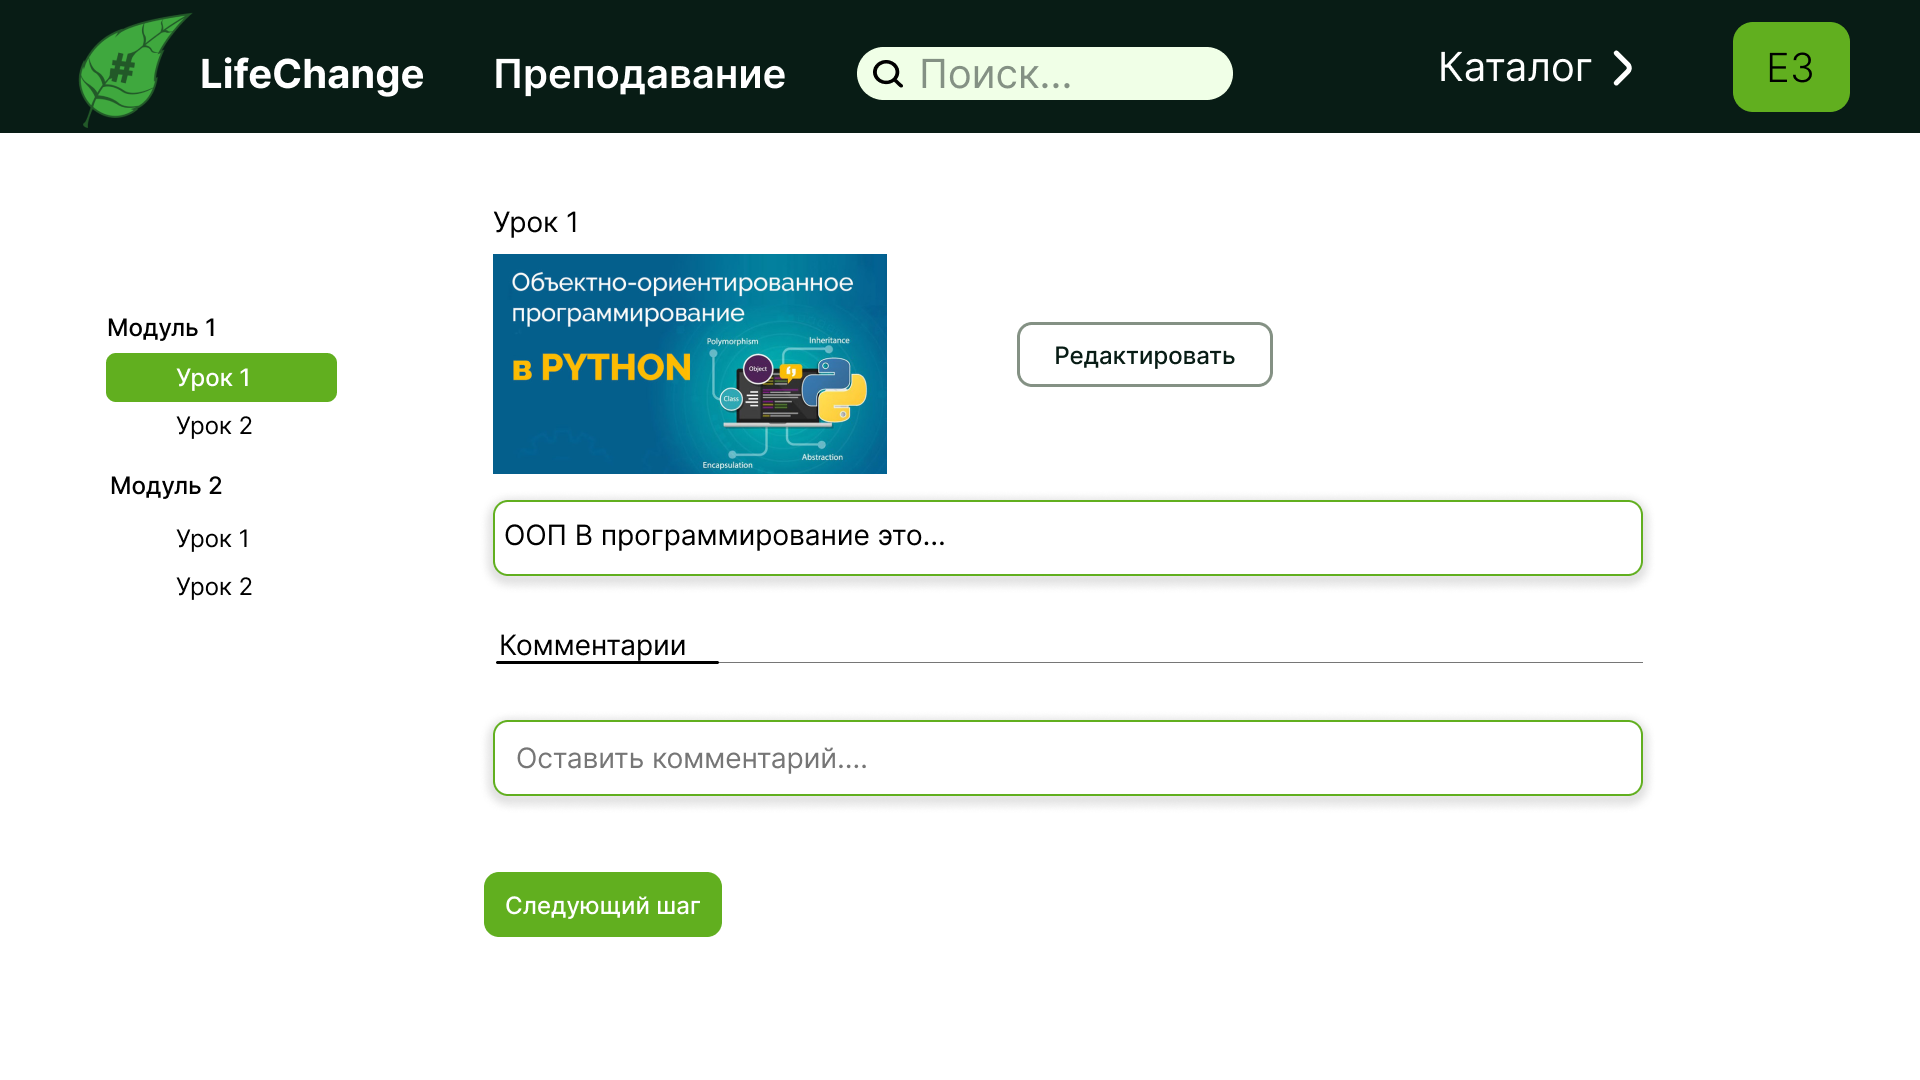 #
LifeChange
Преподавание
Поиск...
Каталог
ЕЗ
Модуль 1
Урок 1
Урок 2
Модуль 2
Урок 1
Урок 2
Урок 1
Объектно-ориентированное
программирование
в PYTHON
Polymorphism
Inheritance
Object
Class
Encapsulation
Abstraction
Редактировать
ООП В программирование это...
Комментарии
Оставить комментарий....
Следующий шаг